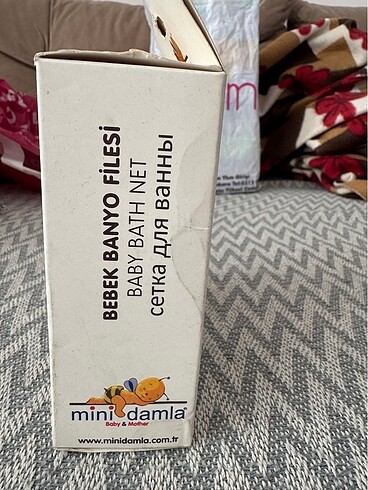 BEBEK BANYO FİLESİ
BABY BATH NET
сетка для ванны
mini damla
Baby & Mother
www.minidamla.com.tr
m